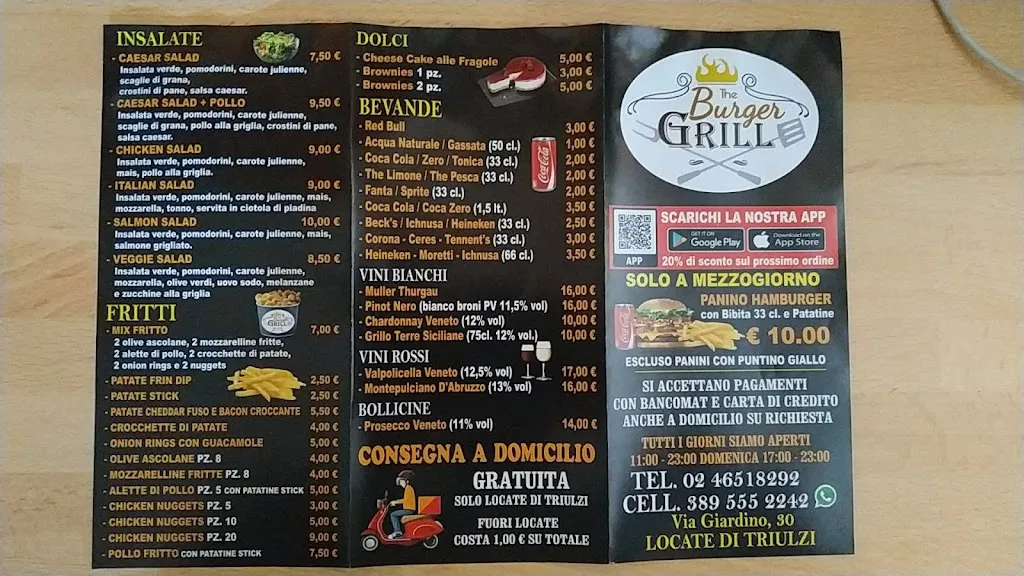 INSALATE
- CAESAR SALAD 7,50 €
Insalata verde, pomodorini, carote julienne,
scaglie di grana,
crostini di pane, salsa caesar.
- CAESAR SALAD + POLLO 9,50 €
Insalata verde, pomodorini, carote julienne,
scaglie di grana, pollo alla griglia, crostini di pane,
salsa caesar.
- CHICKEN SALAD 9,00 €
Insalata verde, pomodorini, carote julienne,
mais, pollo alla griglia.
- ITALIAN SALAD 9,00 €
Insalata verde, pomodorini, carote julienne, mais,
mozzarella, tonno, servita in cietola di piadina
- SALMON SALAD 10,00 €
Insalata verde, pomodorini, carote julienne, mais,
salmone grigliato.
- VEGGIE SALAD 8,50 €
Insalata verde, pomodorini, carote julienne,
mozzarella, olive verdi, uovo sodo, melanzane
e zucchine alla griglia
FRITTI
GRILL
- MIX FRITTO 7,00 €
2 olive ascolane, 2 mozzarelline fritte,
2 alette di pollo, 2 crocchette di patate,
2 onion rings e 2 nuggets
- PATATE FRIN DIP 2,50 €
- PATATE STICK 2,50 €
- PATATE CHEDDAR FUSO E BACON CROCCANTE 5,50 €
- CROCCHETTE DI PATATE 4,00 €
- ONION RINGS CON GUACAMOLE 5,00 €
- OLIVE ASCOLANE PZ. 8 4,00 €
- MOZZARELLINE FRITTE PZ. 8 4,00 €
- ALETTE DI POLLO PZ. 5 CON PATATINE STICK 5,00 €
- CHICKEN NUGGETS PZ. 5 3,00 €
- CHICKEN NUGGETS PZ. 10 5,00 €
- CHICKEN NUGGETS PZ. 20 9,00 €
- POLLO FRITTO CON PATATINE STICK 7,50 €
DOLCI
- Cheese Cake alle Fragole 5,00 €
- Brownies 1 pz. 3,00 €
- Brownies 2 pz. 5,00 €
BEVANDE
- Red Bull 3,00 €
- Acqua Naturale / Gassata (50 cl.) 1,00 €
- Coca Cola / Zero / Tonica (33 cl.) 2,00 €
- The Limone / The Pesca (33 cl.) 2,00 €
- Fanta / Sprite (33 cl.) 2,00 €
- Coca Cola / Coca Zero (1,5 lt.) 3,50 €
- Beck's / Ichnusa / Heineken (33 cl.) 2,50 €
- Corona - Ceres - Tennent's (33 cl.) 3,00 €
- Heineken - Moretti - Ichnusa (66 cl.) 3,50 €
Coca-Cola
VINI BIANCHI
- Muller Thurgau 16,00 €
- Pinot Nero (bianco broni PV 11,5% vol) 16,00 €
- Chardonnay Veneto (12% vol) 10,00 €
- Grillo Terre Siciliane (75cl. 12% vol.) 10,00 €
VINI ROSSI
- Valpolicella Veneto (12,5% vol) 17,00 €
- Montepulciano D'Abruzzo (13% vol) 16,00 €
BOLLICINE
- Prosecco Veneto (11% vol) 14,00 €
CONSEGNA A DOMICILIO
GRATUITA
SOLO LOCATE DI TRIULZI
FUORI LOCATE
COSTA 1,00 € SU TOTALE
The
Burger
GRILL
SCARICHI LA NOSTRA APP
GET IT ON
Google Play
Download on the
App Store
APP
20% di sconto sul prossimo ordine
SOLO A MEZZOGIORNO
PANINO HAMBURGER
con Bibita 33 cl. e Patatine
€ 10.00
ESCLUSO PANINI CON PUNTINO GIALLO
SI ACCETTANO PAGAMENTI
CON BANCOMAT E CARTA DI CREDITO
ANCHE A DOMICILIO SU RICHIESTA
TUTTI I GIORNI SIAMO APERTI
11:00 - 23:00 DOMENICA 17:00 - 23:00
TEL. 02 46518292
CELL. 389 555 2242
Via Giardino, 30
LOCATE DI TRIULZI